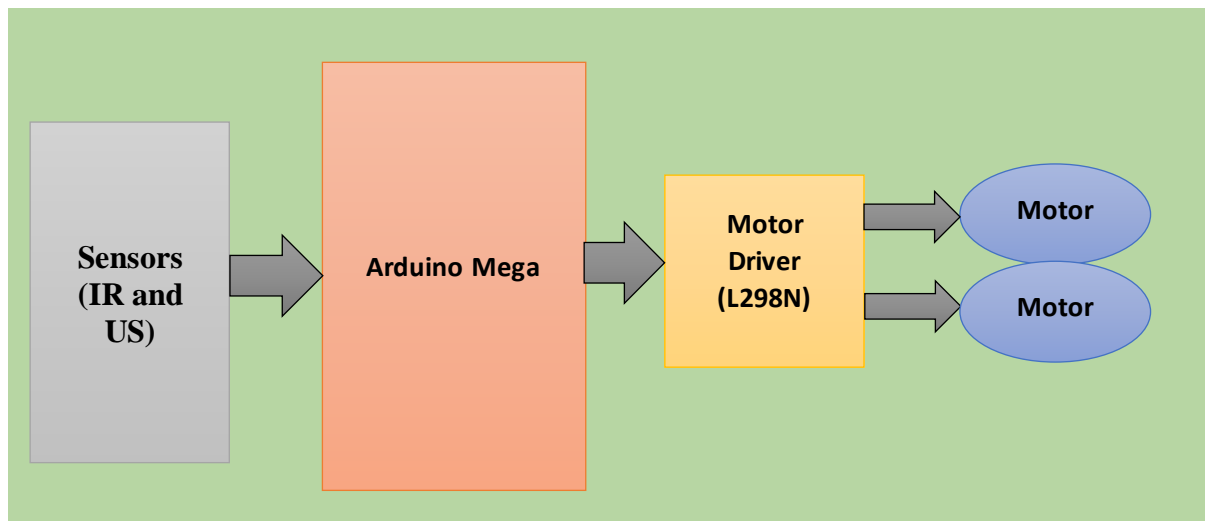 Sensors
(IR and
US)
Arduino Mega
Motor
Driver
(L298N)
Motor
Motor